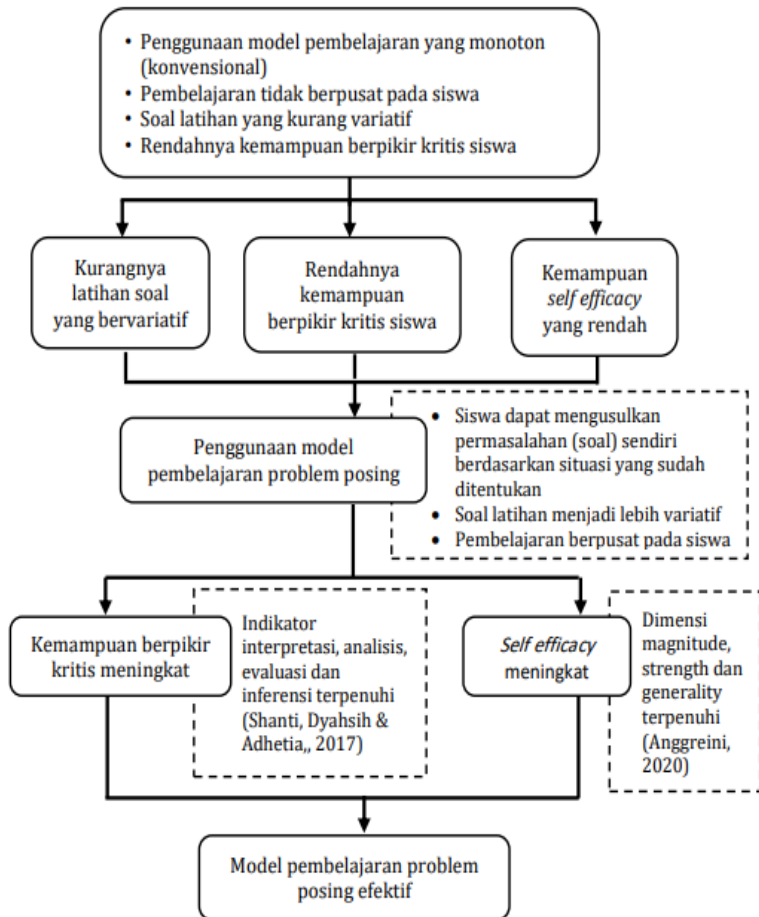 • Penggunaan model pembelajaran yang monoton
(konvensional)
• Pembelajaran tidak berpusat pada siswa
• Soal latihan yang kurang variatif
• Rendahnya kemampuan berpikir kritis siswa
Kurangnya
latihan soal
yang bervariatif
Rendahnya
kemampuan
berpikir kritis siswa
Kemampuan
self efficacy
yang rendah
Penggunaan model
pembelajaran problem posing
• Siswa dapat mengusulkan
permasalahan (soal) sendiri
berdasarkan situasi yang sudah
ditentukan
• Soal latihan menjadi lebih variatif
• Pembelajaran berpusat pada siswa
Kemampuan berpikir
kritis meningkat
Indikator
interpretasi, analisis,
evaluasi dan
inferensi terpenuhi
(Shanti, Dyahsih &
Adhetia,, 2017)
Self efficacy
meningkat
Dimensi
magnitude,
strength dan
generality
terpenuhi
(Anggreini,
2020)
Model pembelajaran problem
posing efektif